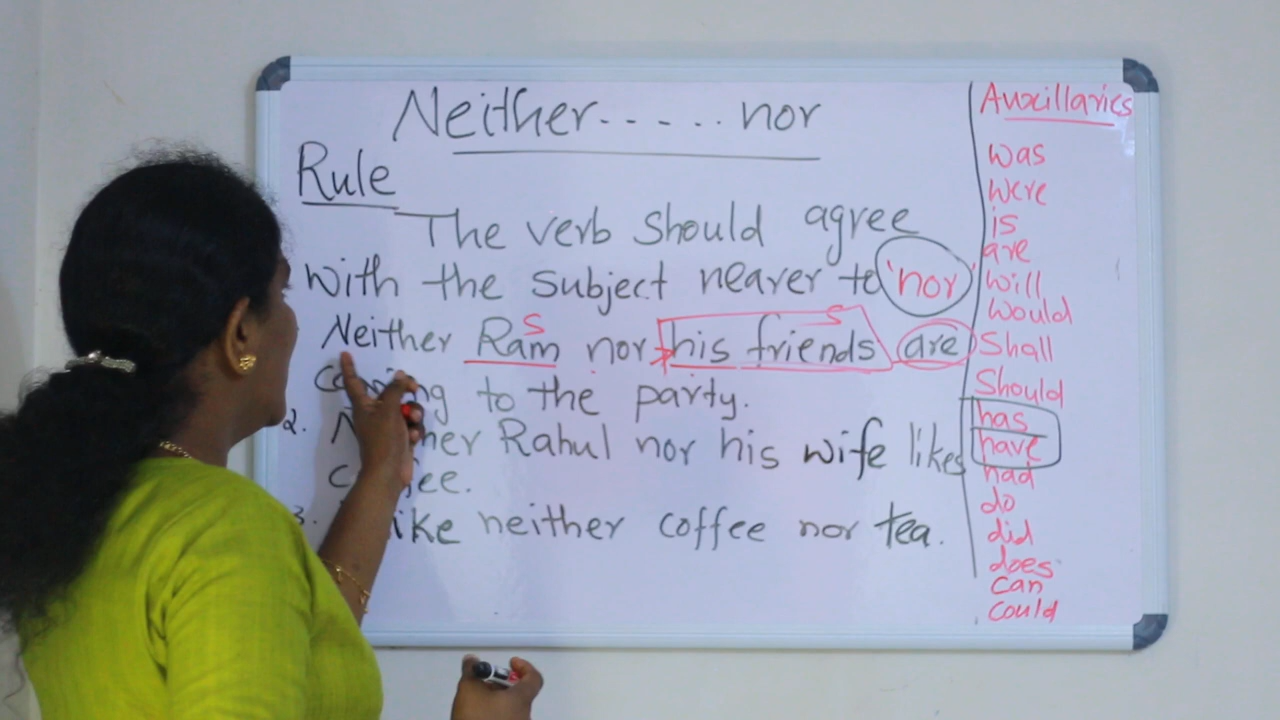 Neither..... nor
Rule
The verb should agree
with the subject nearer to 'nor'
S S
Neither Ram nor his friends are
to the party.
2. Rahul nor his wife likes
3. neither coffee nor tea.
Auxcillaries
was
were
is
are
will
would
Shall
Should
has
have
had
do
did
does
can
could